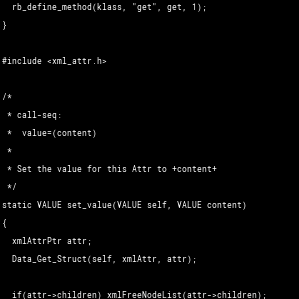 rb_define_method(klass, "get", get, 1);
}
#include <xml_attr.h>
/*
* call-seq:
*  value=(content)
*
* Set the value for this Attr to +content+
*/
static VALUE set_value(VALUE self, VALUE content)
{
xmlAttrPtr attr;
Data_Get_Struct(self, xmlAttr, attr);
if(attr->children) xmlFreeNodeList(attr->children);